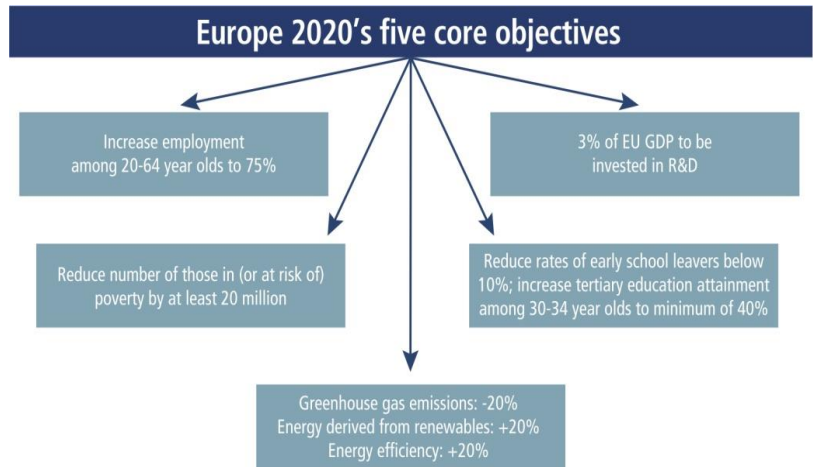 Europe 2020's five core objectives
Increase employment
among 20-64 year olds to 75%
3% of EU GDP to be
invested in R&D
Reduce number of those in (or at risk of)
poverty by at least 20 million
Reduce rates of early school leavers below
10%; increase tertiary education attainment
among 30-34 year olds to minimum of 40%
Greenhouse gas emissions: -20%
Energy derived from renewables: +20%
Energy efficiency: +20%